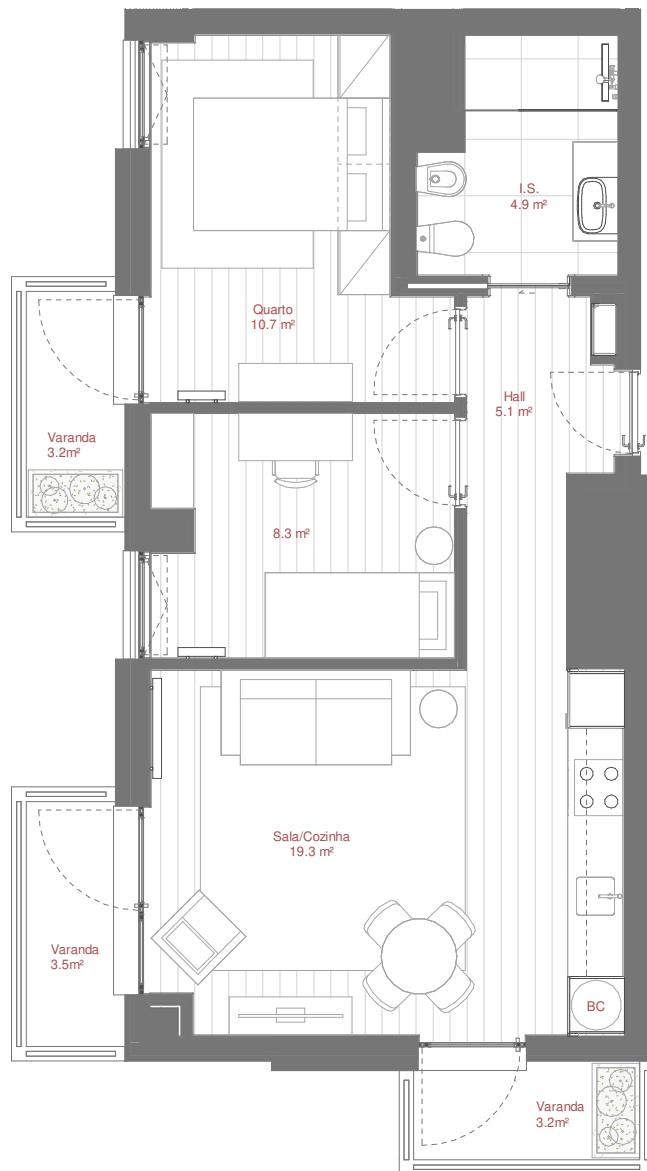 I.S.
4.9 m²
Quarto
10.7 m²
Hall
5.1 m²
Varanda
3.2m²
8.3 m²
Sala/Cozinha
19.3 m²
Varanda
3.5m²
BC
Varanda
3.2m²